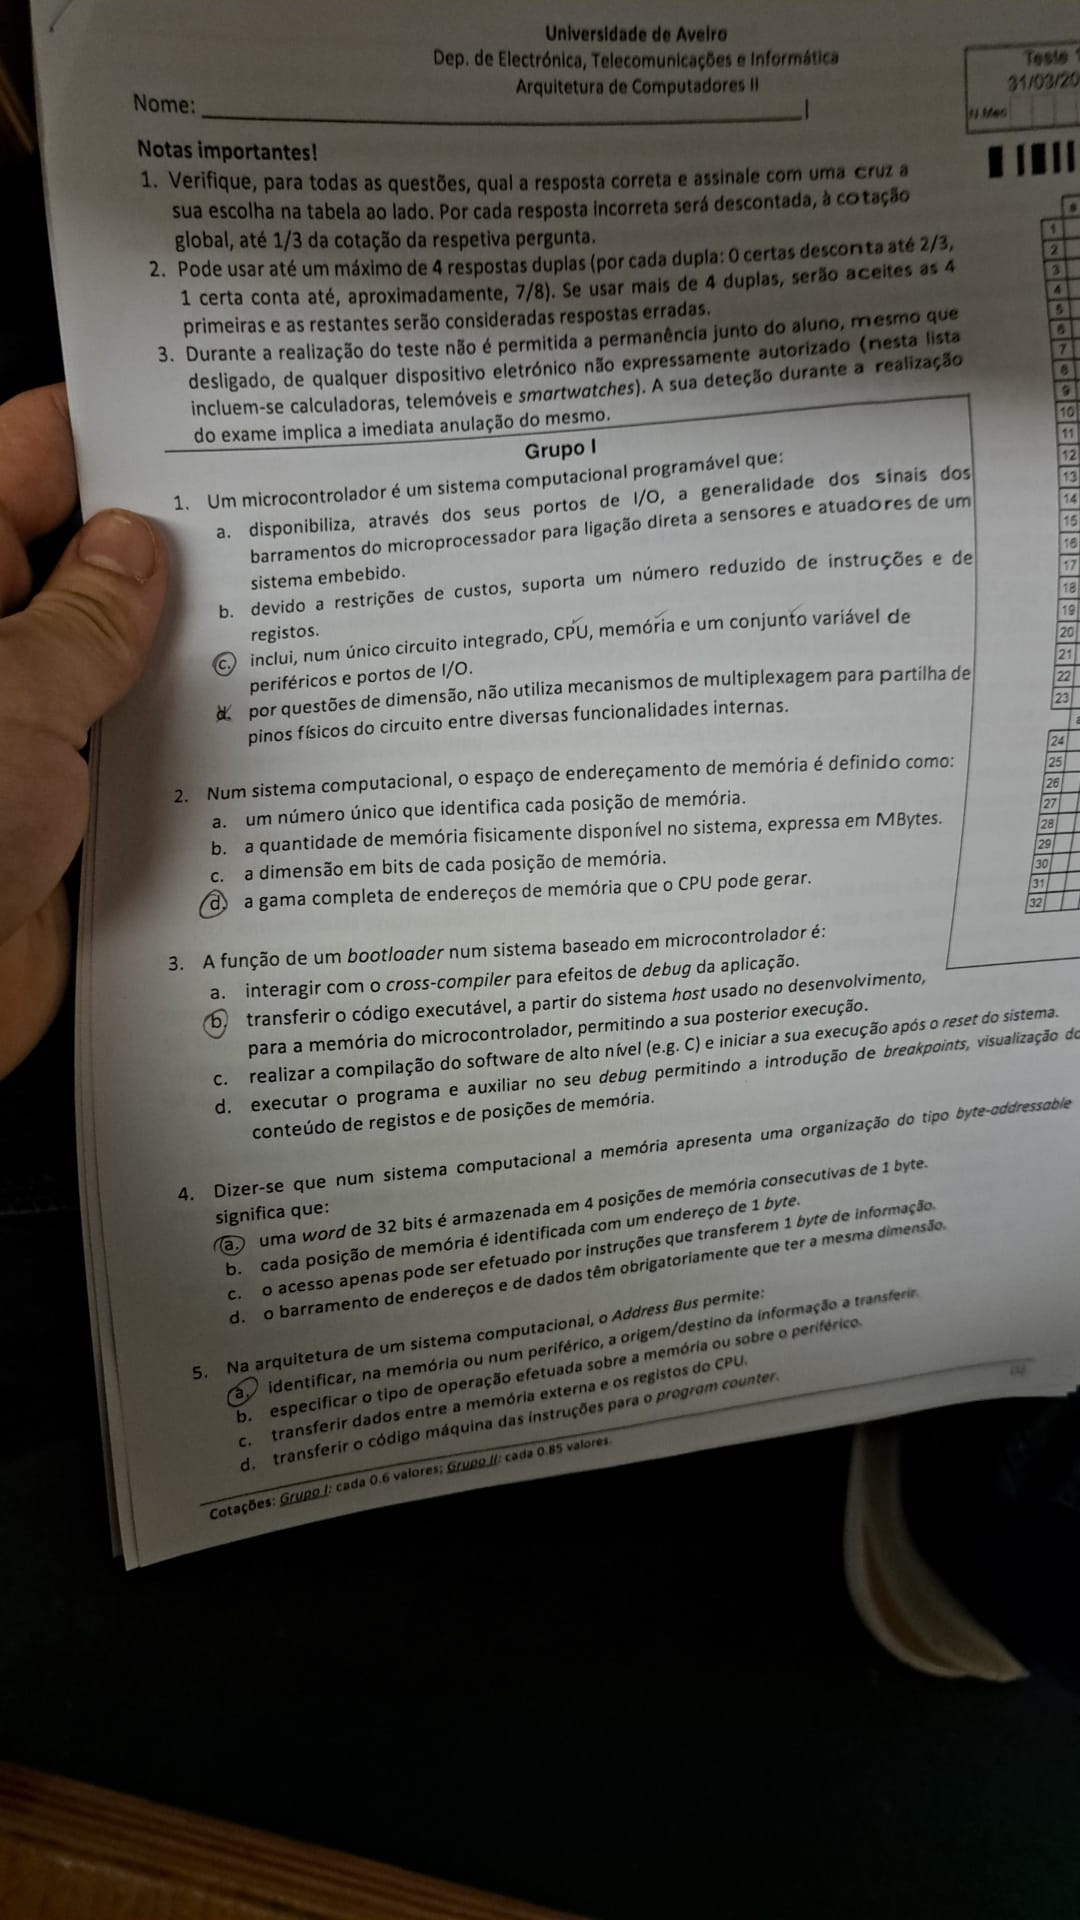 Universidade de Aveiro
Dep. de Electrónica, Telecomunicações e Informática
Arquitetura de Computadores II
Nome:
Teste
31/03/20
N Mec
Notas importantes!
1. Verifique, para todas as questões, qual a resposta correta e assinale com uma cruz a
sua escolha na tabela ao lado. Por cada resposta incorreta será descontada, à cotação
global, até 1/3 da cotação da respetiva pergunta.
2. Pode usar até um máximo de 4 respostas duplas (por cada dupla: 0 certas desconta até 2/3,
1 certa conta até, aproximadamente, 7/8). Se usar mais de 4 duplas, serão aceites as 4
primeiras e as restantes serão consideradas respostas erradas.
3. Durante a realização do teste não é permitida a permanência junto do aluno, mesmo que
desligado, de qualquer dispositivo eletrónico não expressamente autorizado (nesta lista
incluem-se calculadoras, telemóveis e smartwatches). A sua deteção durante a realização
do exame implica a imediata anulação do mesmo.
Grupo I
1. Um microcontrolador é um sistema computacional programável que:
a. disponibiliza, através dos seus portos de I/O, a generalidade dos sinais dos
barramentos do microprocessador para ligação direta a sensores e atuadores de um
sistema embebido.
b. devido a restrições de custos, suporta um número reduzido de instruções e de
registos.
c. inclui, num único circuito integrado, CPU, memória e um conjunto variável de
periféricos e portos de I/O.
d. por questões de dimensão, não utiliza mecanismos de multiplexagem para partilha de
pinos físicos do circuito entre diversas funcionalidades internas.
2. Num sistema computacional, o espaço de endereçamento de memória é definido como:
a. um número único que identifica cada posição de memória.
b. a quantidade de memória fisicamente disponível no sistema, expressa em MBytes.
c. a dimensão em bits de cada posição de memória.
d. a gama completa de endereços de memória que o CPU pode gerar.
3. A função de um bootloader num sistema baseado em microcontrolador é:
a. interagir com o cross-compiler para efeitos de debug da aplicação.
b. transferir o código executável, a partir do sistema host usado no desenvolvimento,
para a memória do microcontrolador, permitindo a sua posterior execução.
c. realizar a compilação do software de alto nível (e.g. C) e iniciar a sua execução após o reset do sistema.
d. executar o programa e auxiliar no seu debug permitindo a introdução de breakpoints, visualização do
conteúdo de registos e de posições de memória.
4. Dizer-se que num sistema computacional a memória apresenta uma organização do tipo byte-addressable
significa que:
a. uma word de 32 bits é armazenada em 4 posições de memória consecutivas de 1 byte.
b. cada posição de memória é identificada com um endereço de 1 byte.
c. o acesso apenas pode ser efetuado por instruções que transferem 1 byte de informação.
d. o barramento de endereços e de dados têm obrigatoriamente que ter a mesma dimensão.
5. Na arquitetura de um sistema computacional, o Address Bus permite:
a. identificar, na memória ou num periférico, a origem/destino da informação a transferir.
b. especificar o tipo de operação efetuada sobre a memória ou sobre o periférico.
c. transferir dados entre a memória externa e os registos do CPU.
d. transferir o código máquina das instruções para o program counter.
Cotações: Grupo I: cada 0.6 valores; Grupo II: cada 0.85 valores.
a
1
2
3
4
5
6
7
8
9
10
11
12
13
14
15
16
17
18
19
20
21
22
23
a
24
25
26
27
28
29
30
31
32